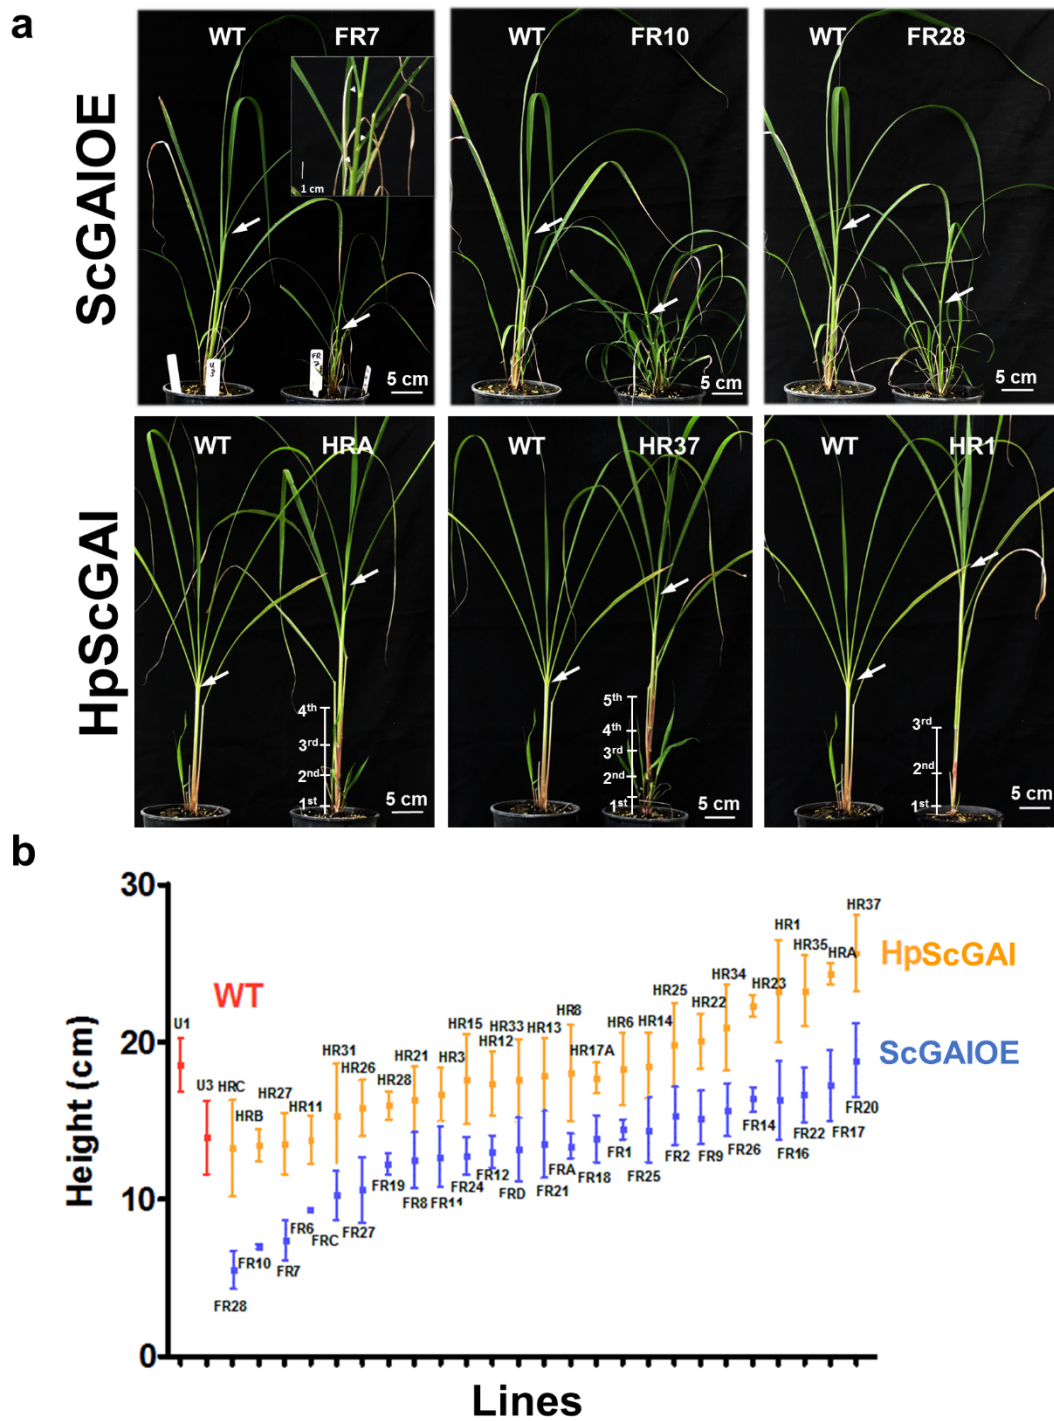 a
ScGAIOE
WT FR7
1 cm
5 cm
WT FR10
5 cm
WT FR28
5 cm
HpScGAI
WT HRA
4th
3rd
2nd
1st
5 cm
WT HR37
5th
4th
3rd
2nd
1st
5 cm
WT HR1
3rd
2nd
1st
5 cm
b
Height (cm)
30
20
10
0
WT
U1
U3
HRC
HRB
HR27
HR11
HR31
HR26
HR28
HR21
HR3
HR15
HR12
HR33
HR13
HR8
HR17A
HR6
HR14
HR25
HR22
HR34
HR23
HR1
HR35
HRA
HR37
HpScGAI
ScGAIOE
FR28
FR10
FR7
FR6
FRC
FR27
FR19
FR8
FR11
FR24
FR12
FRD
FR21
FRA
FR18
FR1
FR25
FR2
FR9
FR26
FR14
FR16
FR22
FR17
FR20
Lines